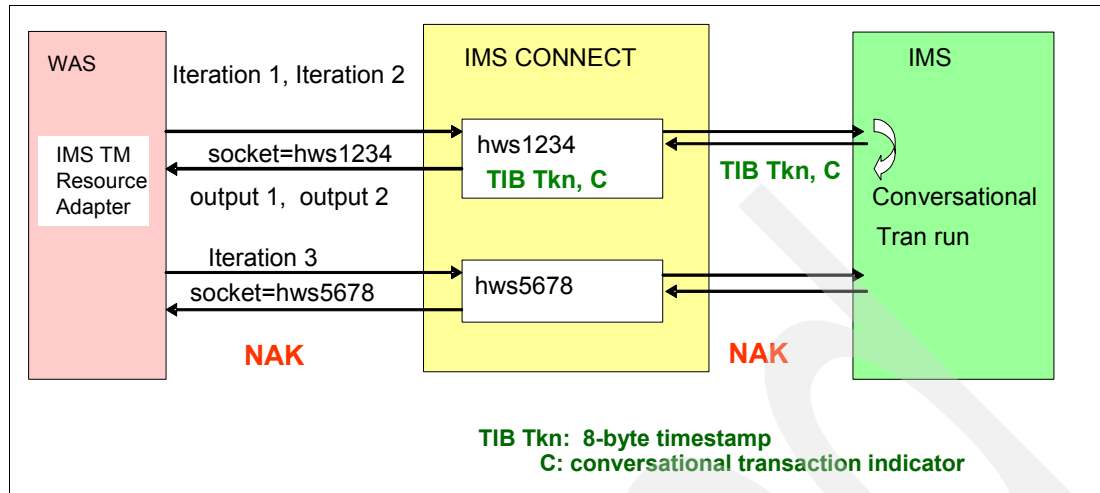 WAS
IMS CONNECT
IMS
Iteration 1, Iteration 2
IMS TM
Resource
Adapter
socket=hws1234
output 1, output 2
hws1234
TIB Tkn, C
TIB Tkn, C
Conversational
Tran run
Iteration 3
socket=hws5678
hws5678
NAK
NAK
TIB Tkn: 8-byte timestamp
C: conversational transaction indicator